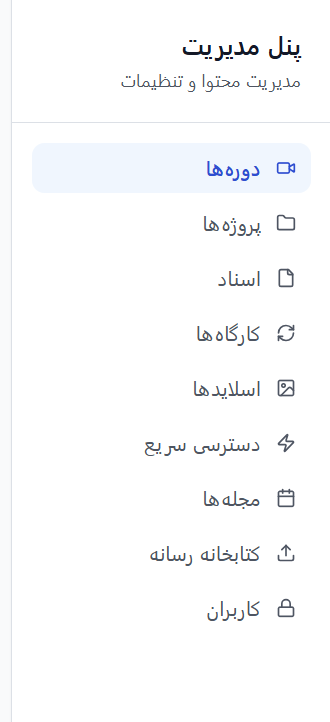 پنل مدیریت
مدیریت محتوا و تنظیمات
دوره‌ها
پروژه‌ها
اسناد
کارگاه‌ها
اسلایدها
دسترسی سریع
مجله‌ها
کتابخانه رسانه
کاربران